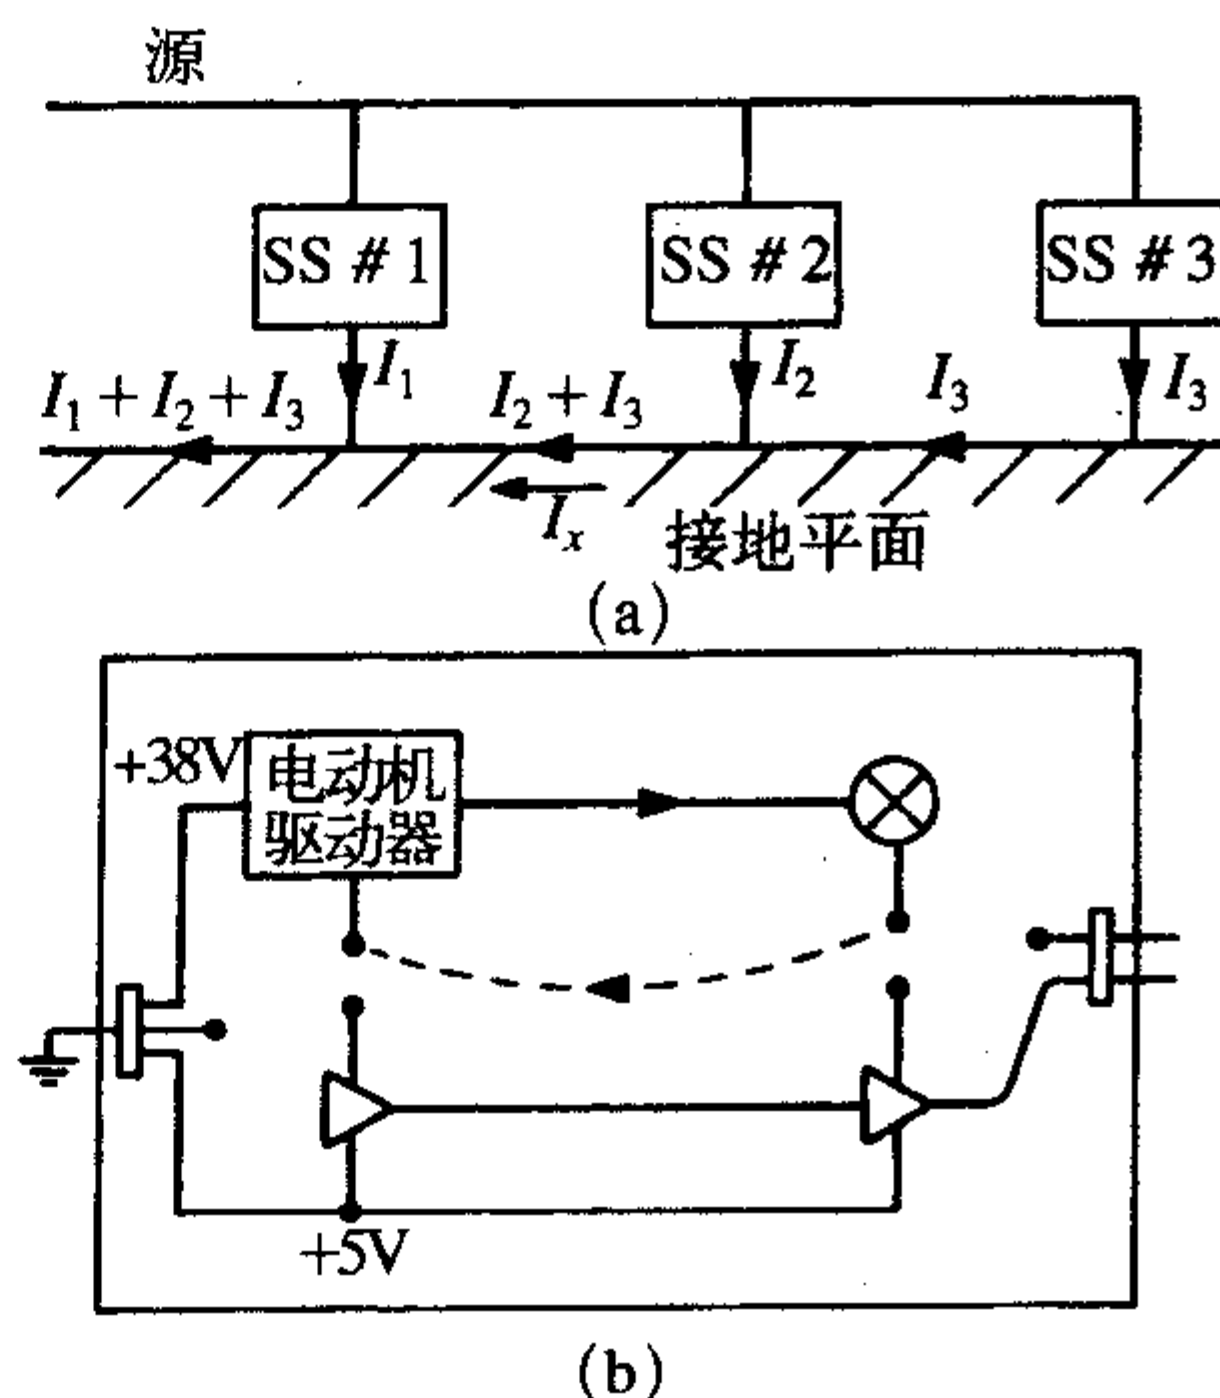 源
SS #1
SS #2
SS #3
I₁
I₂
I₃
I₃
I₁ + I₂ + I₃
I₂ + I₃
Iₓ
接地平面
(a)
+38V
电动机
驱动器
+5V
(b)